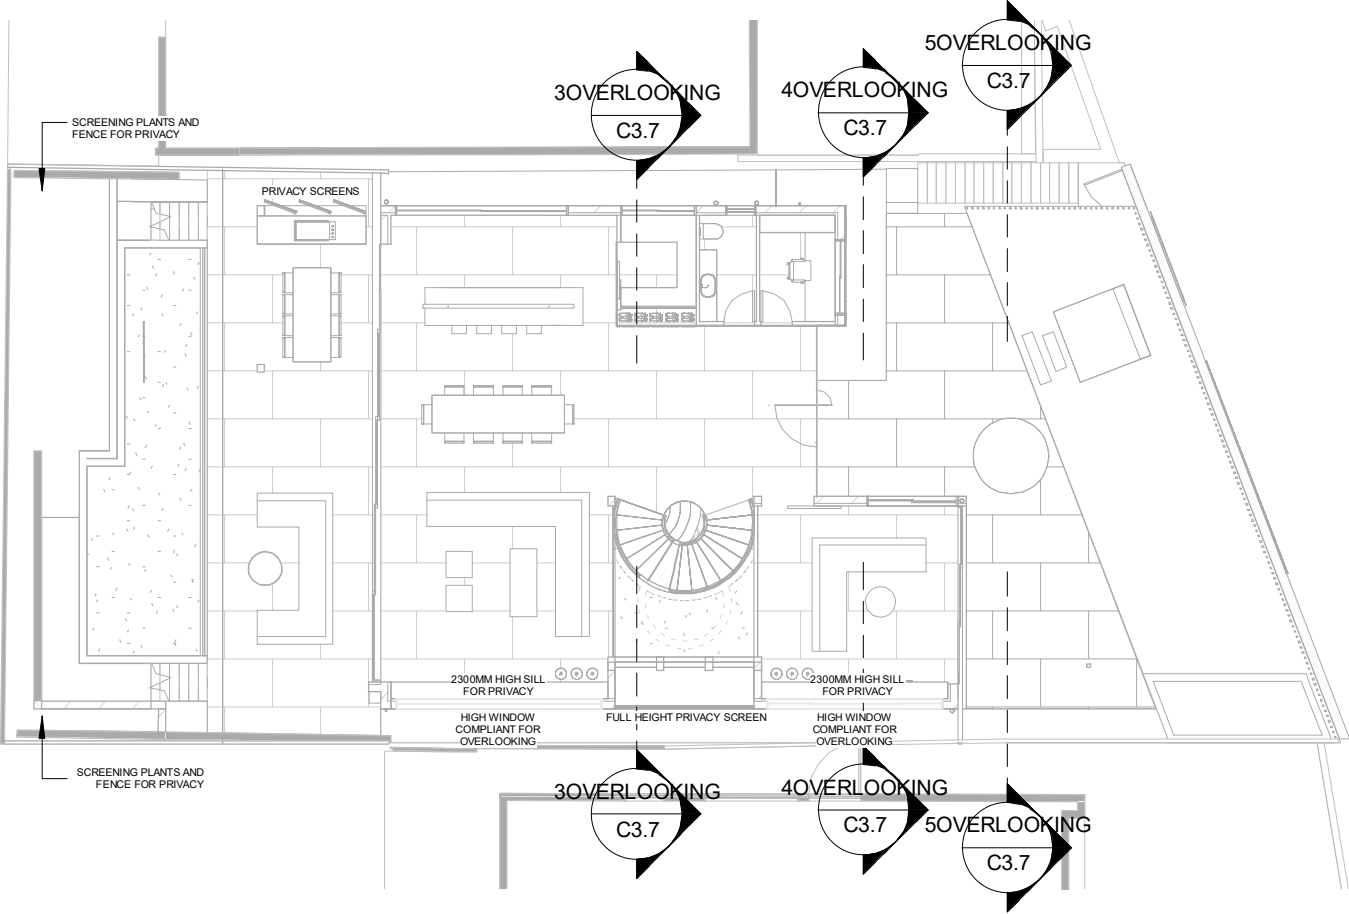 5OVERLOOKING
C3.7
3OVERLOOKING
C3.7
4OVERLOOKING
C3.7
SCREENING PLANTS AND
FENCE FOR PRIVACY
PRIVACY SCREENS
2300MM HIGH SILL
FOR PRIVACY
2300MM HIGH SILL
FOR PRIVACY
HIGH WINDOW
COMPLIANT FOR
OVERLOOKING
FULL HEIGHT PRIVACY SCREEN
HIGH WINDOW
COMPLIANT FOR
OVERLOOKING
SCREENING PLANTS AND
FENCE FOR PRIVACY
3OVERLOOKING
C3.7
4OVERLOOKING
C3.7
5OVERLOOKING
C3.7